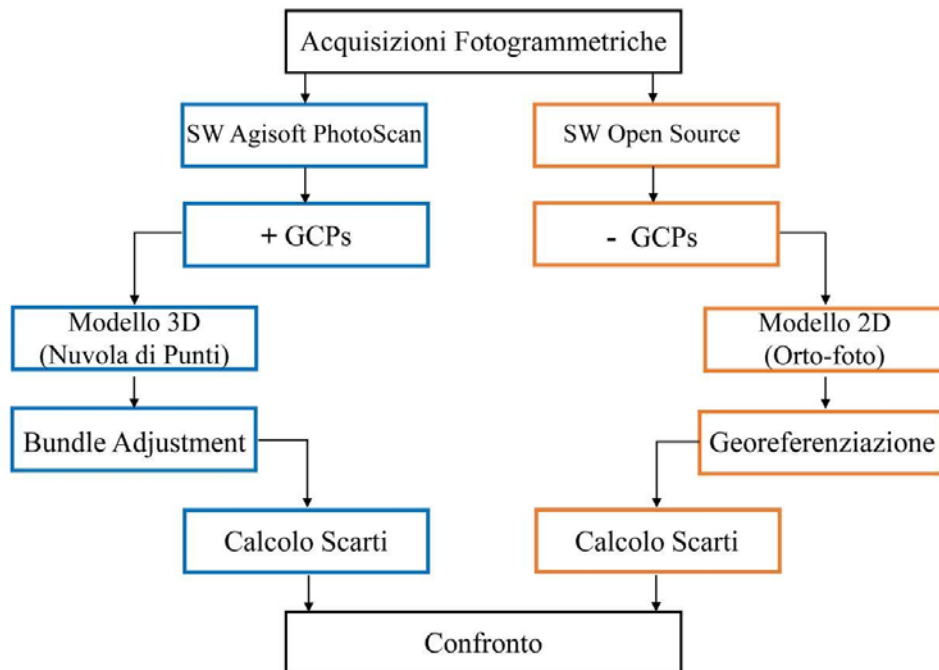 Acquisizioni Fotogrammetriche
SW Agisoft PhotoScan
SW Open Source
+ GCPs
- GCPs
Modello 3D
(Nuvola di Punti)
Modello 2D
(Orto-foto)
Bundle Adjustment
Georeferenziazione
Calcolo Scarti
Calcolo Scarti
Confronto